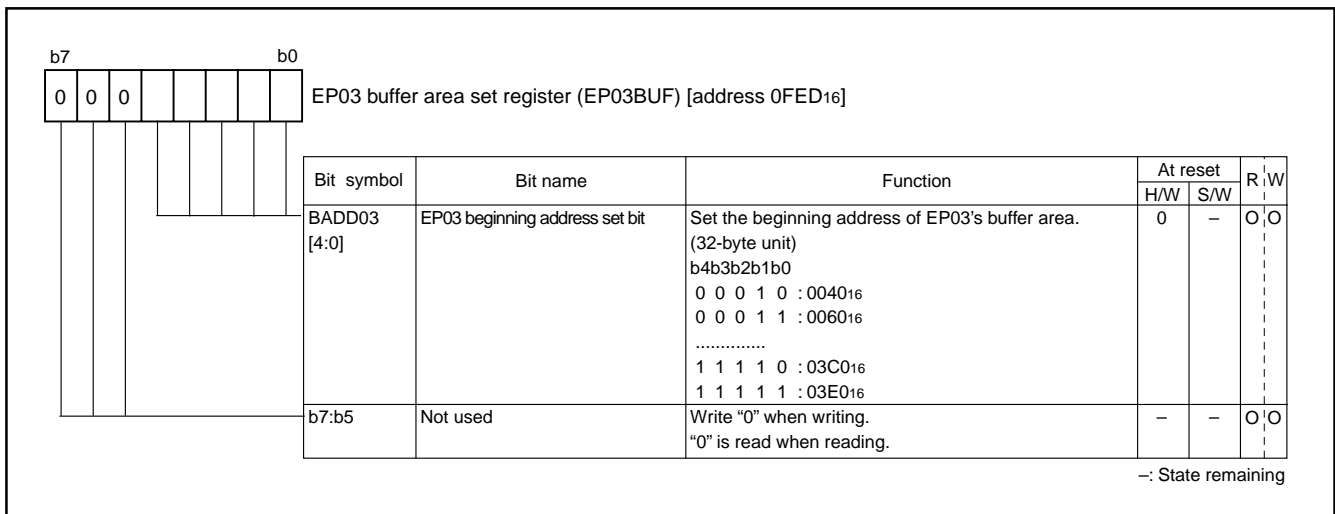 b7 b0
0 0 0
EP03 buffer area set register (EP03BUF) [address 0FED16]
Bit symbol Bit name Function At reset R W
H/W S/W
BADD03 EP03 beginning address set bit Set the beginning address of EP03's buffer area. 0 – O O
[4:0] (32-byte unit)
b4b3b2b1b0
0 0 0 1 0 : 004016
0 0 0 1 1 : 006016
..............
1 1 1 1 0 : 03C016
1 1 1 1 1 : 03E016
b7:b5 Not used Write “0” when writing. – – O O
“0” is read when reading.
–: State remaining